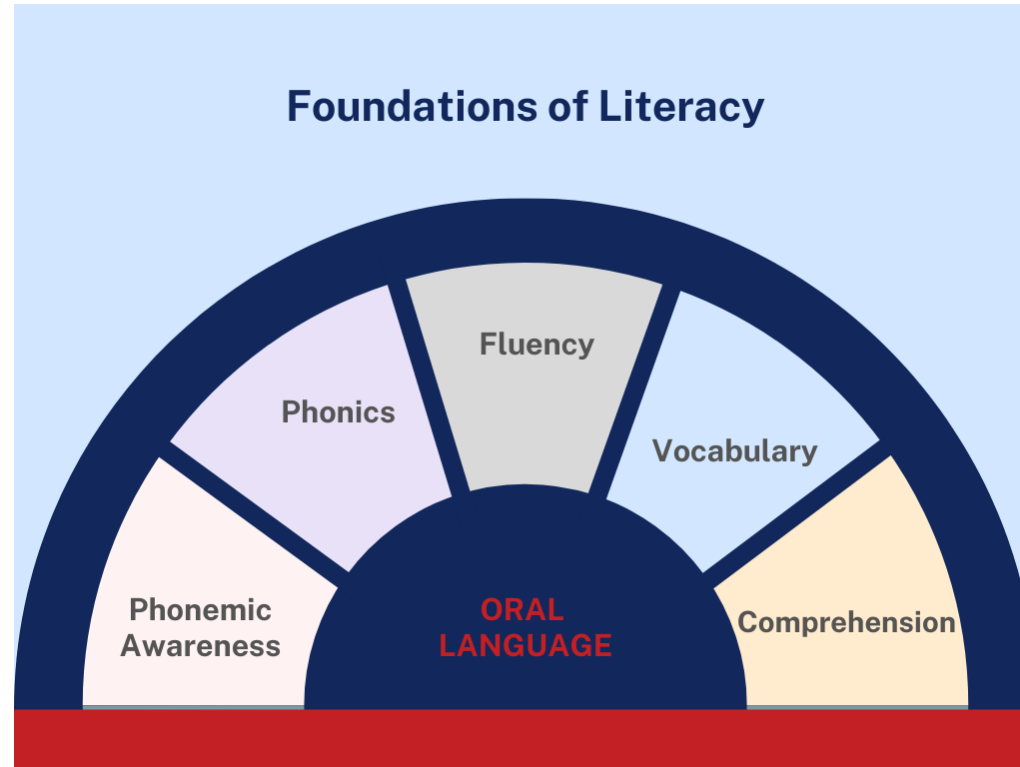 Foundations of Literacy
Fluency
Phonics
Vocabulary
Phonemic
Awareness
ORAL
LANGUAGE
Comprehension